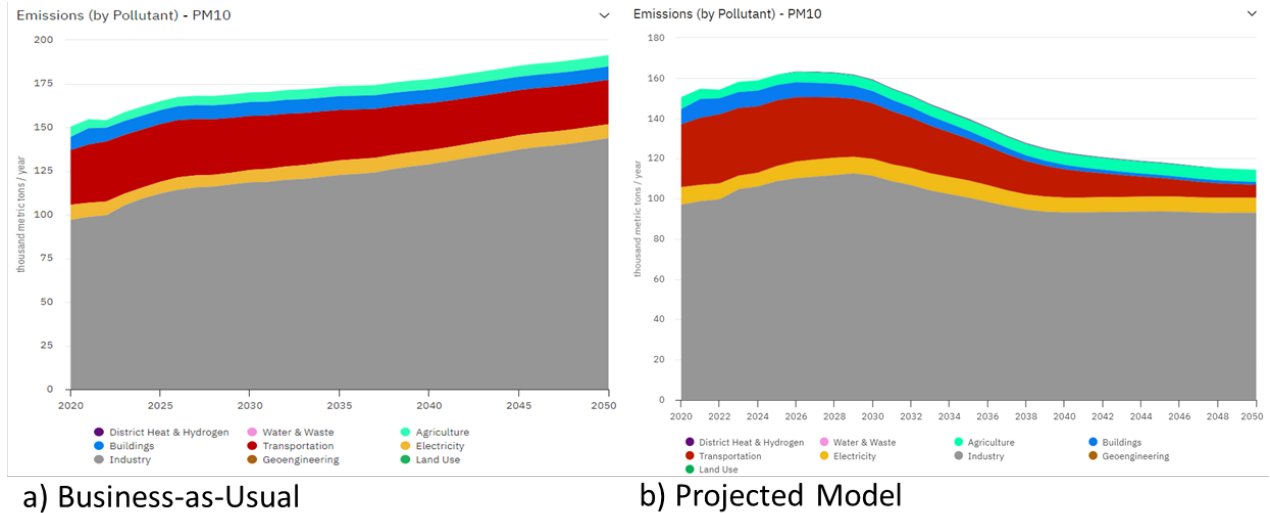 Emissions (by Pollutant) - PM10
200
175
150
125
100
75
50
25
0
thousand metric tons / year
2020 2025 2030 2035 2040 2045 2050
District Heat & Hydrogen Water & Waste Agriculture
Buildings Transportation Electricity
Industry Geoengineering Land Use
a) Business-as-Usual
Emissions (by Pollutant) - PM10
180
160
140
120
100
80
60
40
20
0
thousand metric tons / year
2020 2022 2024 2026 2028 2030 2032 2034 2036 2038 2040 2042 2044 2046 2048 2050
District Heat & Hydrogen Water & Waste Agriculture Buildings
Transportation Electricity Industry Geoengineering
Land Use
b) Projected Model